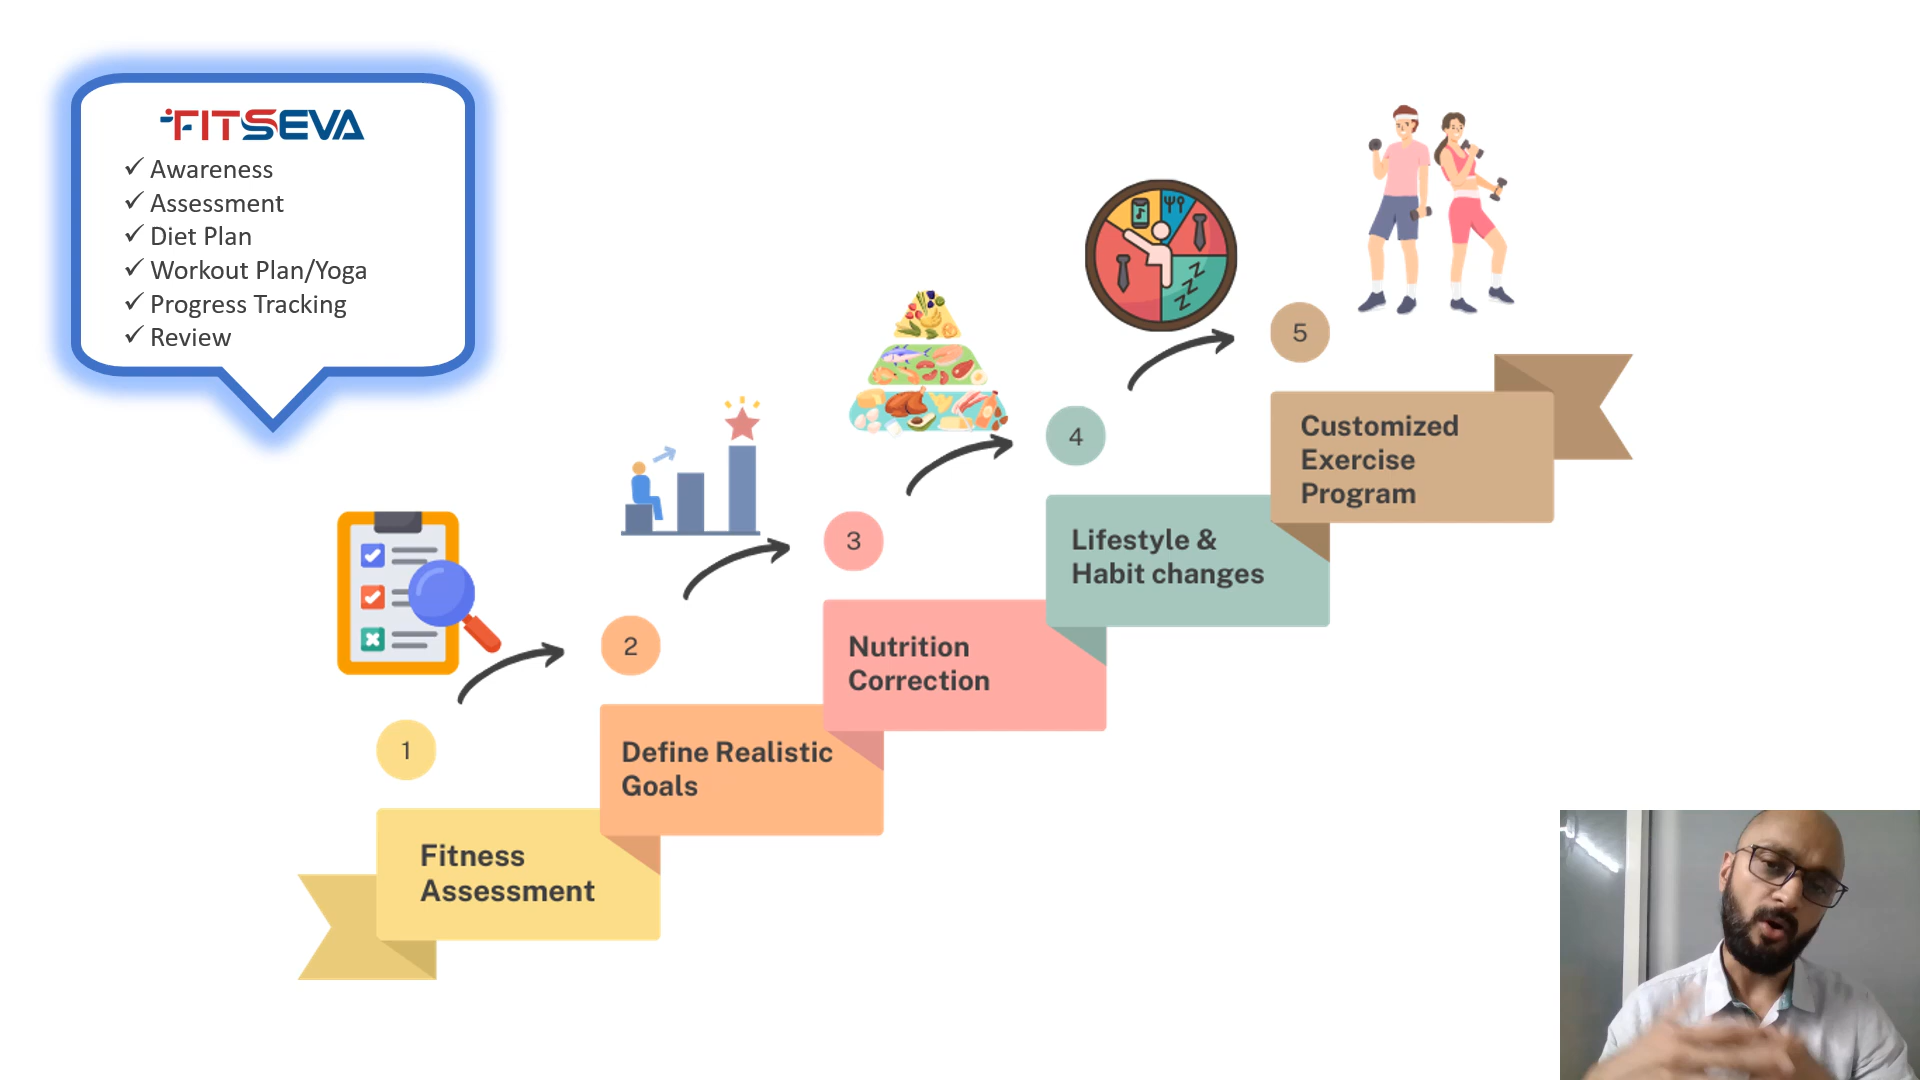 FITSEVA
✓ Awareness
✓ Assessment
✓ Diet Plan
✓ Workout Plan/Yoga
✓ Progress Tracking
✓ Review
1
Fitness
Assessment
2
Define Realistic
Goals
3
Nutrition
Correction
4
Lifestyle &
Habit changes
5
Customized
Exercise
Program
Z
Z
Z